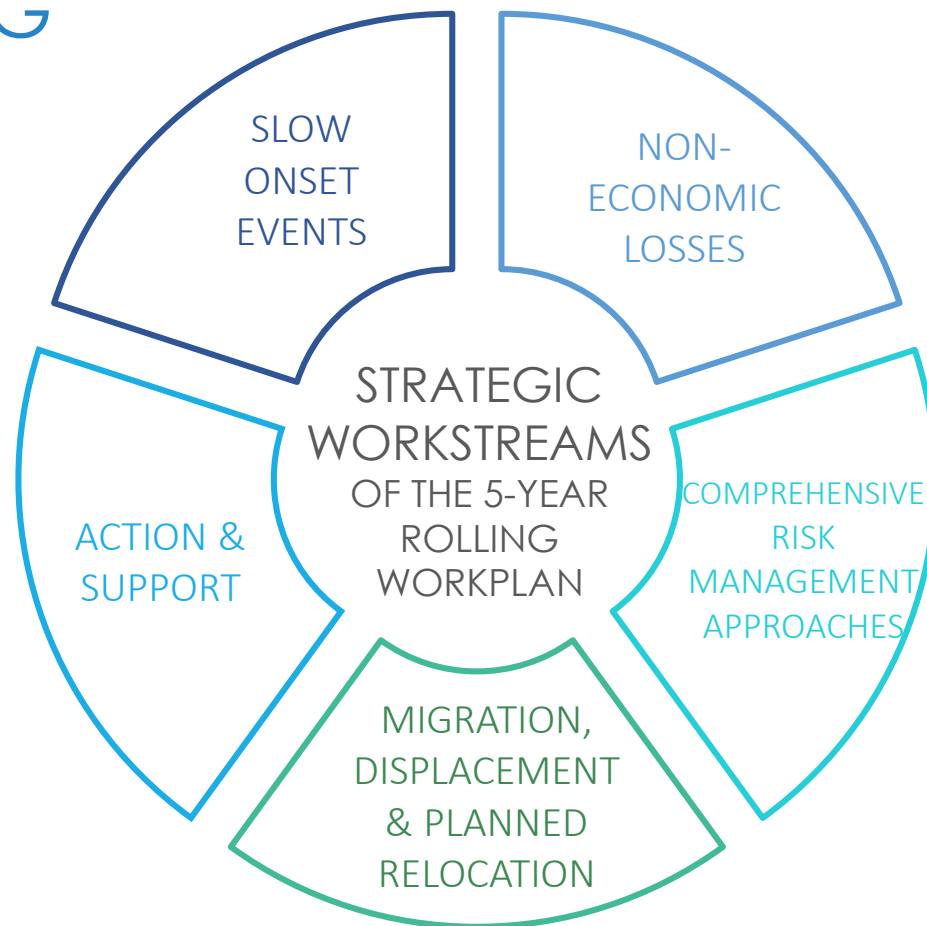 G
SLOW
ONSET
EVENTS
NON-
ECONOMIC
LOSSES
STRATEGIC
WORKSTREAMS
OF THE 5-YEAR
ROLLING
WORKPLAN
COMPREHENSIVE
RISK
MANAGEMENT
APPROACHES
ACTION &
SUPPORT
MIGRATION,
DISPLACEMENT
& PLANNED
RELOCATION